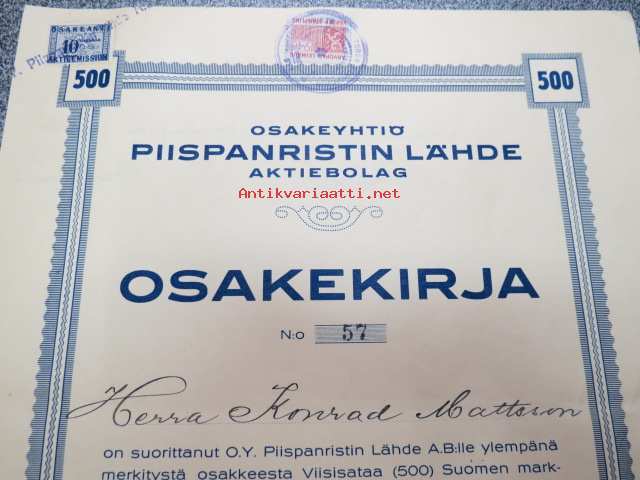 OSAKEANTI
10
AKTIEEMISSION
500
500
OSAKEYHTIÖ
PIISPANRISTIN LÄHDE
AKTIEBOLAG
Antikvariaatti.net
OSAKEKIRJA
N:o 57
Herra Konrad Mattsson
on suorittanut O.Y. Piispanristin Lähde A.B:lle ylempänä
merkitystä osakkeesta Viisisataa (500) Suomen mark-